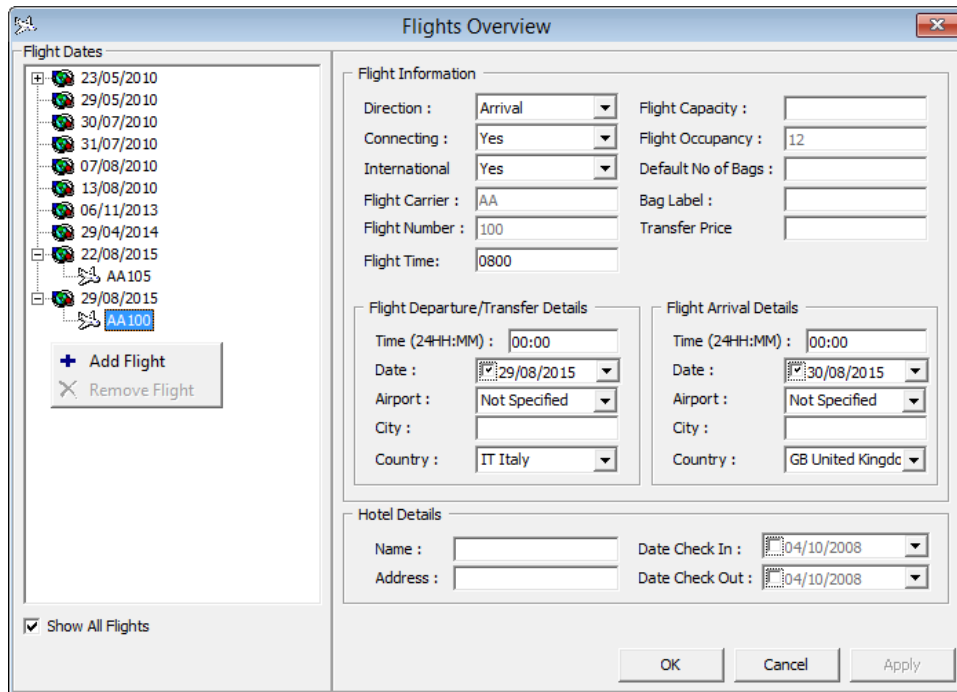 Flights Overview
Flight Dates
23/05/2010
29/05/2010
30/07/2010
31/07/2010
07/08/2010
13/08/2010
06/11/2013
29/04/2014
22/08/2015
AA105
29/08/2015
AA100
Add Flight
Remove Flight
Show All Flights
Flight Information
Direction : Arrival
Connecting : Yes
International Yes
Flight Carrier : AA
Flight Number : 100
Flight Time: 0800
Flight Capacity :
Flight Occupancy : 12
Default No of Bags :
Bag Label :
Transfer Price
Flight Departure/Transfer Details
Time (24HH:MM) : 00:00
Date : 29/08/2015
Airport : Not Specified
City :
Country : IT Italy
Flight Arrival Details
Time (24HH:MM) : 00:00
Date : 30/08/2015
Airport : Not Specified
City :
Country : GB United Kingdc
Hotel Details
Name :
Address :
Date Check In : 04/10/2008
Date Check Out : 04/10/2008
OK Cancel Apply